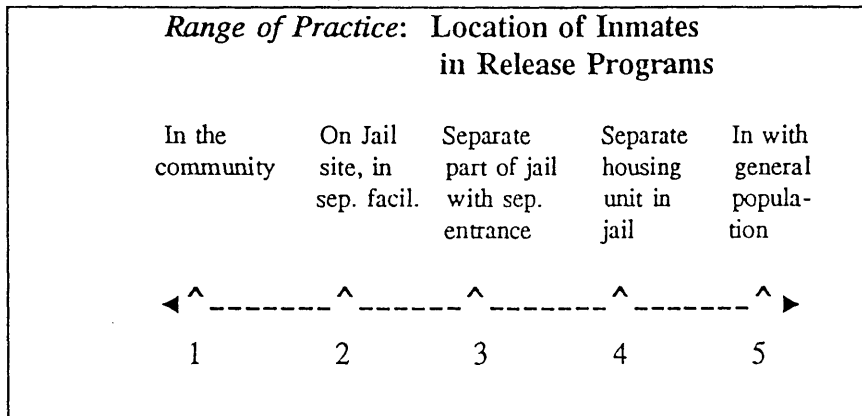 Range of Practice: Location of Inmates
in Release Programs
In the
community
On Jail
site, in
sep. facil.
Separate
part of jail
with sep.
entrance
Separate
housing
unit in
jail
In with
general
popula-
tion
◄ ^ _ _ _ _ _ _ _ ^ _ _ _ _ _ _ ^ _ _ _ _ _ _ _ ^ _ _ _ _ _ _ _ ^ ►
1 2 3 4 5